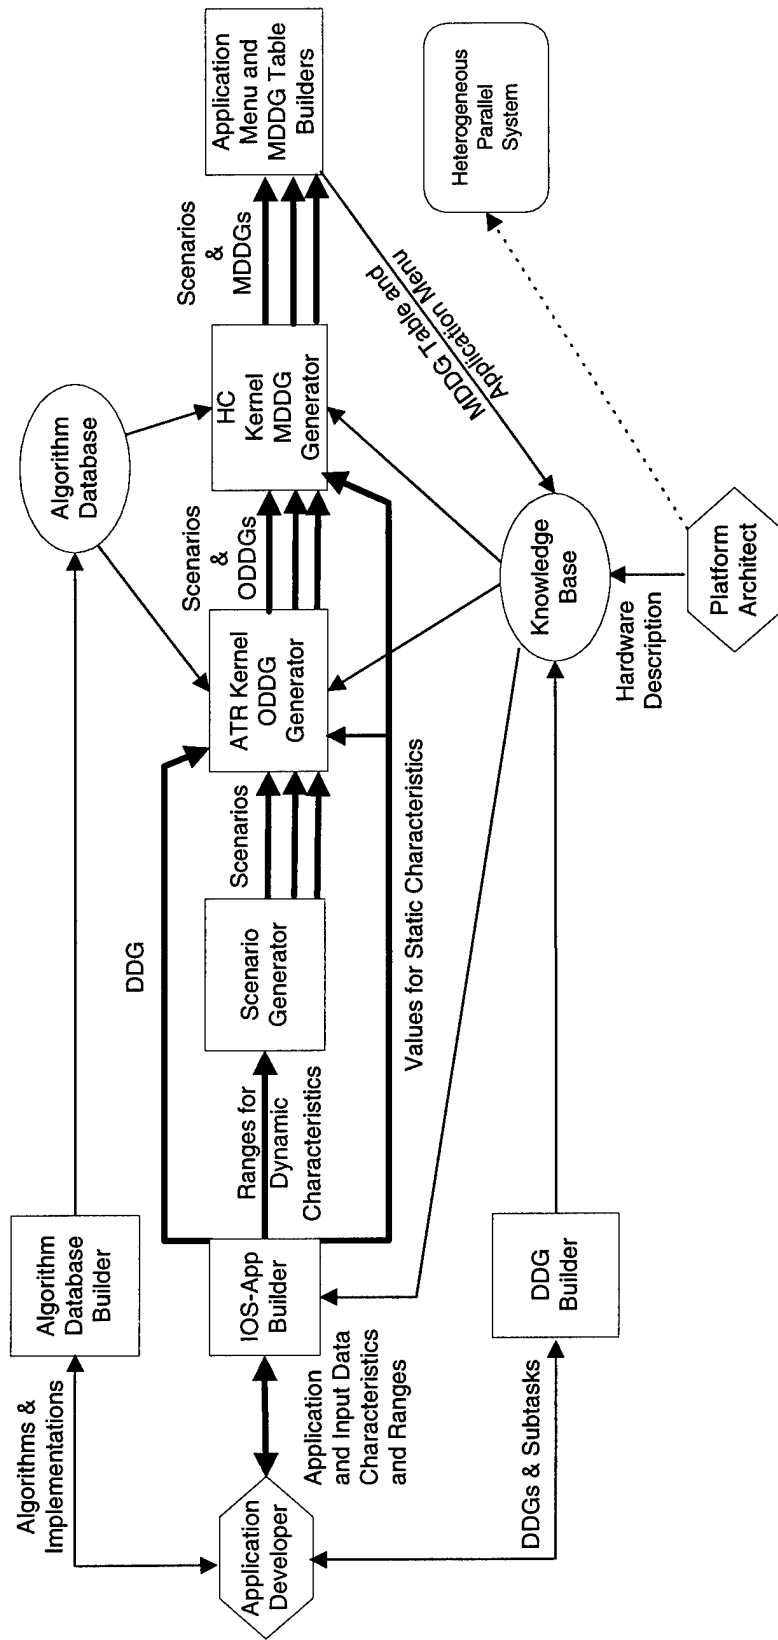 Algorithms &
Implementations
Algorithm
Database
Builder
Algorithm
Database
DDG
Application
Developer
Application
and Input Data
Characteristics
and Ranges
IOS-App
Builder
Ranges for
Dynamic
Characteristics
Scenario
Generator
Scenarios
ATR Kernel
ODDG
Generator
Scenarios
&
ODDGs
HC
Kernel
MDDG
Generator
Scenarios
&
MDDGs
Application
Menu and
MDDG Table
Builders
Values for Static Characteristics
MDDG Table and
Application Menu
DDGs & Subtasks
DDG
Builder
Knowledge
Base
Hardware
Description
Platform
Architect
Heterogeneous
Parallel
System